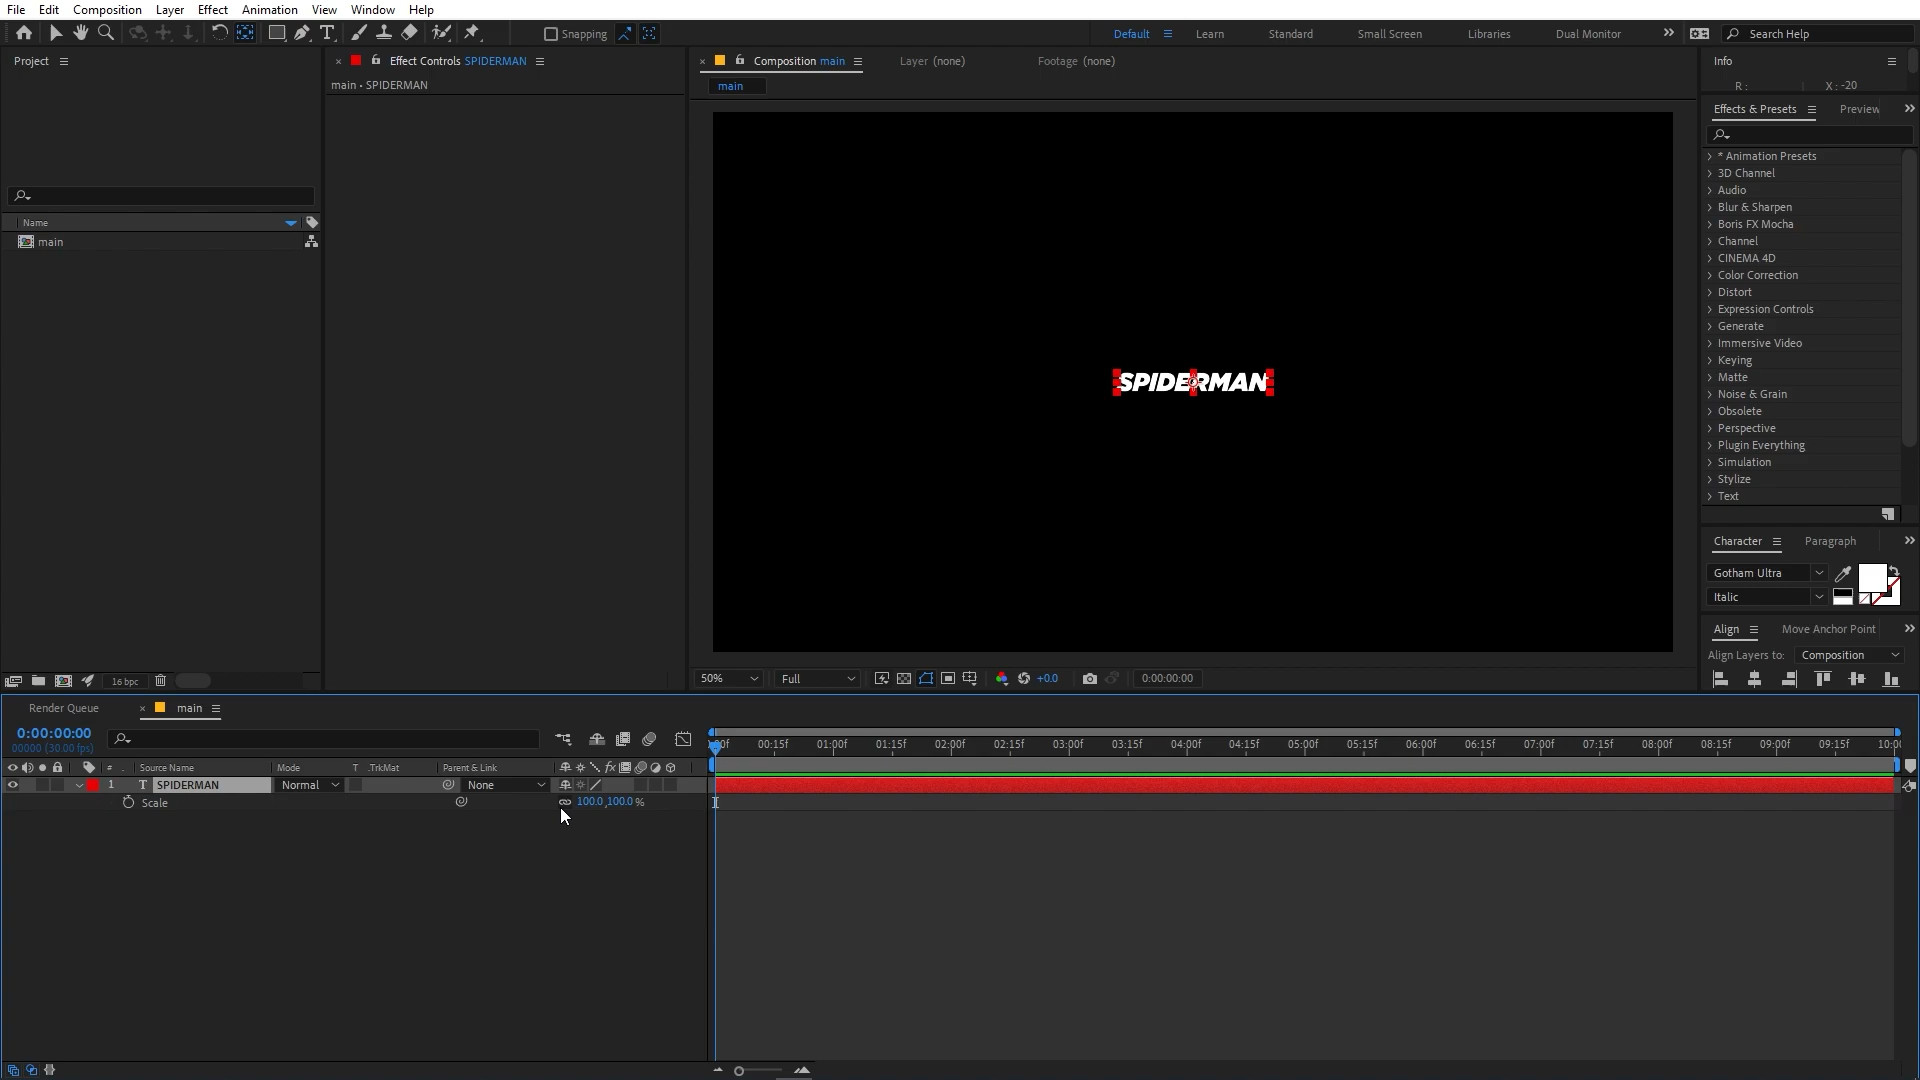 File Edit Composition Layer Effect Animation View Window Help
Snapping
Default Learn Standard Small Screen Libraries Dual Monitor Search Help
Project
Effect Controls SPIDERMAN
main • SPIDERMAN
Composition main Layer (none) Footage (none)
main
Info
R : X : -20
Effects & Presets Preview
* Animation Presets
3D Channel
Audio
Blur & Sharpen
Boris FX Mocha
Channel
CINEMA 4D
Color Correction
Distort
Expression Controls
Generate
Immersive Video
Keying
Matte
Noise & Grain
Obsolete
Perspective
Plugin Everything
Simulation
Stylize
Text
Name
main
SPIDERMAN
Character Paragraph
Gotham Ultra
Italic
Align Move Anchor Point
Align Layers to: Composition
16 bpc
50% Full +0.0 0:00:00:00
Render Queue main
0:00:00:00
00000 (30.00 fps)
00:15f 01:00f 01:15f 02:00f 02:15f 03:00f 03:15f 04:00f 04:15f 05:00f 05:15f 06:00f 06:15f 07:00f 07:15f 08:00f 08:15f 09:00f 09:15f 10:00
# Source Name Mode T .TrkMat Parent & Link
1 T SPIDERMAN Normal None
Scale 100.0,100.0 %